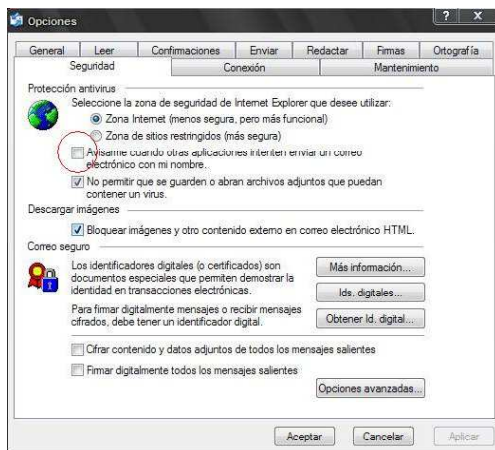 Opciones
General Leer Confirmaciones Enviar Redactar Firmas Ortografía
Seguridad Conexión Mantenimiento
Protección antivirus
Seleccione la zona de seguridad de Internet Explorer que desee utilizar:
Zona Internet (menos segura, pero más funcional)
Zona de sitios restringidos (más segura)
Avisarme cuando otras aplicaciones intenten enviar un correo
electrónico con mi nombre.
No permitir que se guarden o abran archivos adjuntos que puedan
contener un virus.
Descargar imágenes
Bloquear imágenes y otro contenido externo en correo electrónico HTML.
Correo seguro
Los identificadores digitales (o certificados) son
documentos especiales que permiten demostrar la
identidad en transacciones electrónicas.
Más información...
Ids. digitales...
Para firmar digitalmente mensajes o recibir mensajes
cifrados, debe tener un identificador digital.
Obtener Id. digital...
Cifrar contenido y datos adjuntos de todos los mensajes salientes
Firmar digitalmente todos los mensajes salientes
Opciones avanzadas...
Aceptar Cancelar Aplicar